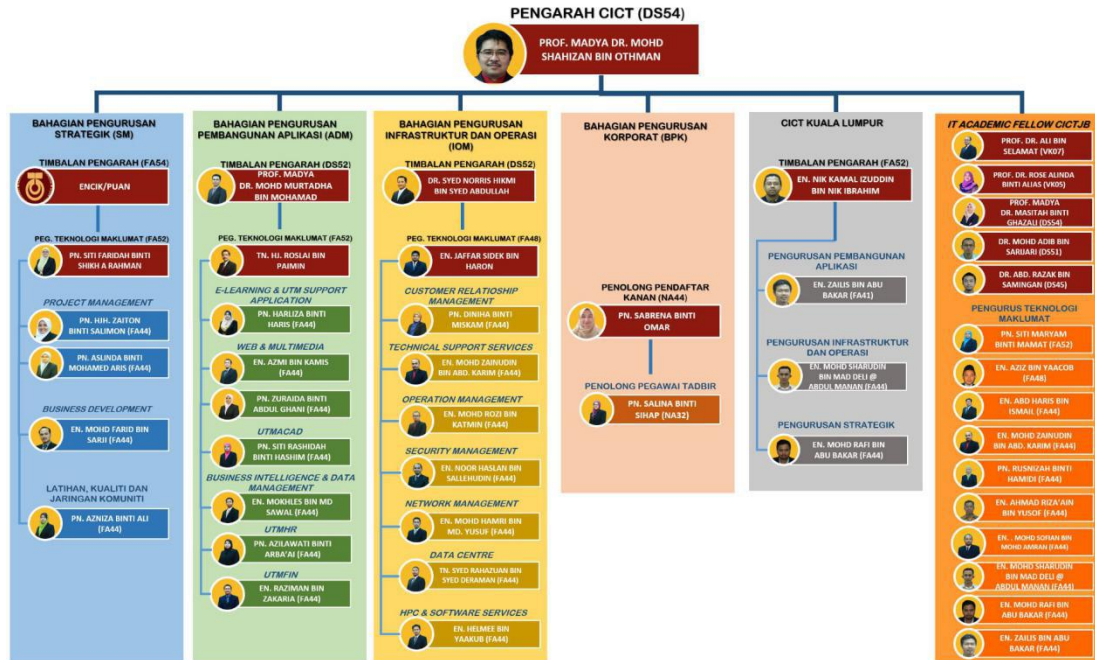 PENGARAH CICT (DS54)
PROF. MADYA DR. MOHD
SHAHIZAN BIN OTHMAN
BAHAGIAN PENGURUSAN
STRATEGIK (SM)
TIMBALAN PENGARAH (FA54)
ENCIK/PUAN
PEG. TEKNOLOGI MAKLUMAT (FA52)
PN. SITI FARIDAH BINTI
SHIKH A RAHMAN
PROJECT MANAGEMENT
PN. HJH. ZAITON
BINTI SALIMON (FA44)
PN. ASLINDA BINTI
MOHAMED ARIS (FA44)
BUSINESS DEVELOPMENT
EN. MOHD FARID BIN
SARJI (FA44)
LATIHAN, KUALITI DAN
JARINGAN KOMUNITI
PN. AZNIZA BINTI ALI
(FA44)
BAHAGIAN PENGURUSAN
PEMBANGUNAN APLIKASI (ADM)
TIMBALAN PENGARAH (DS52)
PROF. MADYA
DR. MOHD MURTADHA
BIN MOHAMAD
PEG. TEKNOLOGI MAKLUMAT (FA52)
TN. HJ. ROSLAI BIN
PAIMIN
E-LEARNING & UTM SUPPORT
APPLICATION
PN. HARLIZA BINTI
HARIS (FA44)
WEB & MULTIMEDIA
EN. AZMI BIN KAMIS
(FA44)
PN. ZURAIDA BINTI
ABDUL GHANI (FA44)
UTMACAD
PN. SITI RASHIDAH
BINTI HASHIM (FA44)
BUSINESS INTELLIGENCE & DATA
MANAGEMENT
EN. MOKHLES BIN MD
SAWAL (FA44)
UTMHR
PN. AZILAWATI BINTI
ARBA'AI (FA44)
UTMFIN
EN. RAZIMAN BIN
ZAKARIA (FA44)
BAHAGIAN PENGURUSAN
INFRASTRUKTUR DAN OPERASI
(IOM)
TIMBALAN PENGARAH (DS52)
DR. SYED NORRIS HIKMI
BIN SYED ABDULLAH
PEG. TEKNOLOGI MAKLUMAT (FA48)
EN. JAFFAR SIDEK BIN
HARON
CUSTOMER RELATIOSHIP
MANAGEMENT
PN. DINIHA BINTI
MISKAM (FA44)
TECHNICAL SUPPORT SERVICES
EN. MOHD ZAINUDIN
BIN ABD. KARIM (FA44)
OPERATION MANAGEMENT
EN. MOHD ROZI BIN
KATMIN (FA44)
SECURITY MANAGEMENT
EN. NOOR HASLAN BIN
SALLEHUDIN (FA44)
NETWORK MANAGEMENT
EN. MOHD HAMRI BIN
MD. YUSUF (FA44)
DATA CENTRE
TN. SYED RAHAZUAN BIN
SYED DERAMAN (FA44)
HPC & SOFTWARE SERVICES
EN. HELMEE BIN
YAAKUB (FA44)
BAHAGIAN PENGURUSAN
KORPORAT (BPK)
PENOLONG PENDAFTAR
KANAN (NA44)
PN. SABRENA BINTI
OMAR
PENOLONG PEGAWAI TADBIR
PN. SALINA BINTI
SIHAP (NA32)
CICT KUALA LUMPUR
TIMBALAN PENGARAH (FA52)
EN. NIK KAMAL IZUDDIN
BIN NIK IBRAHIM
PENGURUSAN PEMBANGUNAN
APLIKASI
EN. ZAILIS BIN ABU
BAKAR (FA41)
PENGURUSAN INFRASTRUKTUR
DAN OPERASI
EN. MOHD SHARUDIN
BIN MAD DELI @
ABDUL MANAN (FA44)
PENGURUSAN STRATEGIK
EN. MOHD RAFI BIN
ABU BAKAR (FA44)
IT ACADEMIC FELLOW CICTJB
PROF. DR. ALI BIN
SELAMAT (VK07)
PROF. DR. ROSE ALINDA
BINTI ALIAS (VK05)
PROF. MADYA
DR. MASITAH BINTI
GHAZALI (DS54)
DR. MOHD ADIB BIN
SARIJARI (DS51)
DR. ABD. RAZAK BIN
SAMINGAN (DS45)
PENGURUS TEKNOLOGI
MAKLUMAT
PN. SITI MARYAM
BINTI MAMAT (FA52)
EN. AZIZ BIN YAACOB
(FA48)
EN. ABD HARIS BIN
ISMAIL (FA44)
EN. MOHD ZAINUDIN
BIN ABD. KARIM (FA44)
PN. RUSNIZAH BINTI
HAMIDI (FA44)
EN. AHMAD RIZA'AIN
BIN YUSOF (FA44)
EN. . MOHD SOFIAN BIN
MOHD AMRAN (FA44)
EN. MOHD SHARUDIN
BIN MAD DELI @
ABDUL MANAN (FA44)
EN. MOHD RAFI BIN
ABU BAKAR (FA44)
EN. ZAILIS BIN ABU
BAKAR (FA44)